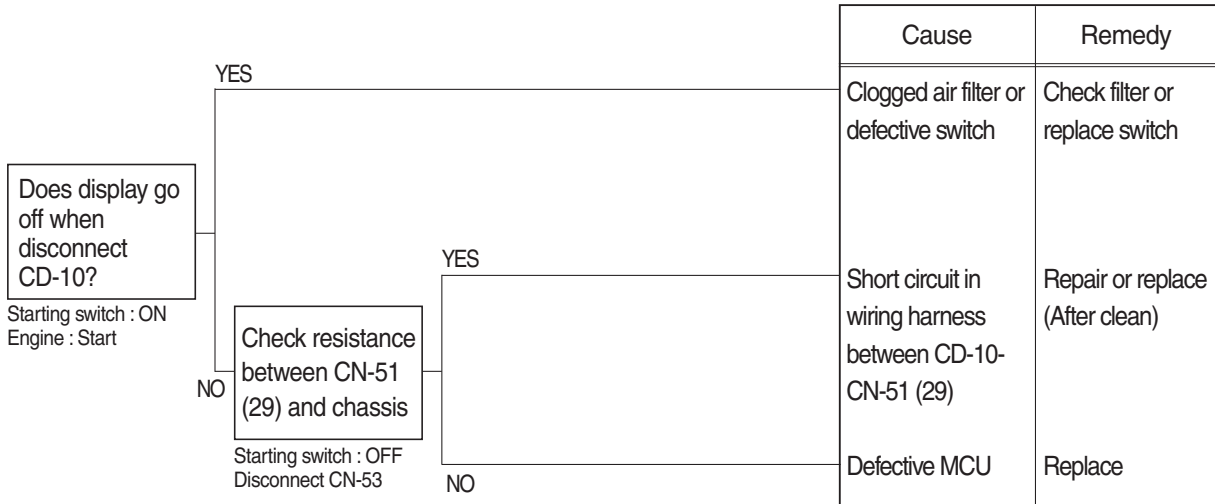 Cause
Remedy
YES
Clogged air filter or
defective switch
Check filter or
replace switch
Does display go
off when
disconnect
CD-10?
Starting switch : ON
Engine : Start
YES
Short circuit in
wiring harness
between CD-10-
CN-51 (29)
Repair or replace
(After clean)
NO
Check resistance
between CN-51
(29) and chassis
Starting switch : OFF
Disconnect CN-53
NO
Defective MCU
Replace